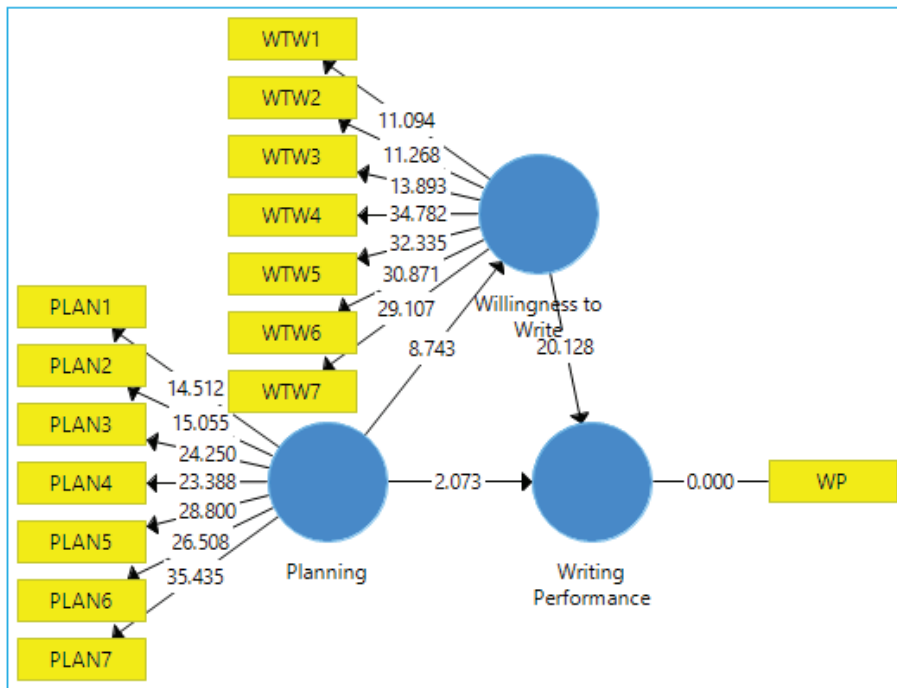 WTW1
WTW2
WTW3
WTW4
WTW5
WTW6
WTW7
11.094
11.268
13.893
34.782
32.335
30.871
29.107
Willingness to
Write
8.743
20.128
PLAN1
PLAN2
PLAN3
PLAN4
PLAN5
PLAN6
PLAN7
14.512
15.055
24.250
23.388
28.800
26.508
35.435
Planning
2.073
Writing
Performance
0.000
WP